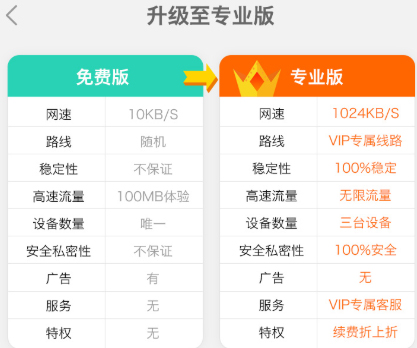 升级至专业版
免费版
网速 10KB/S
路线 随机
稳定性 不保证
高速流量 100MB体验
设备数量 唯一
安全私密性 不保证
广告 有
服务 无
特权 无
专业版
网速 1024KB/S
路线 VIP专属线路
稳定性 100%稳定
高速流量 无限流量
设备数量 三台设备
安全私密性 100%安全
广告 无
服务 VIP专属客服
特权 续费折上折